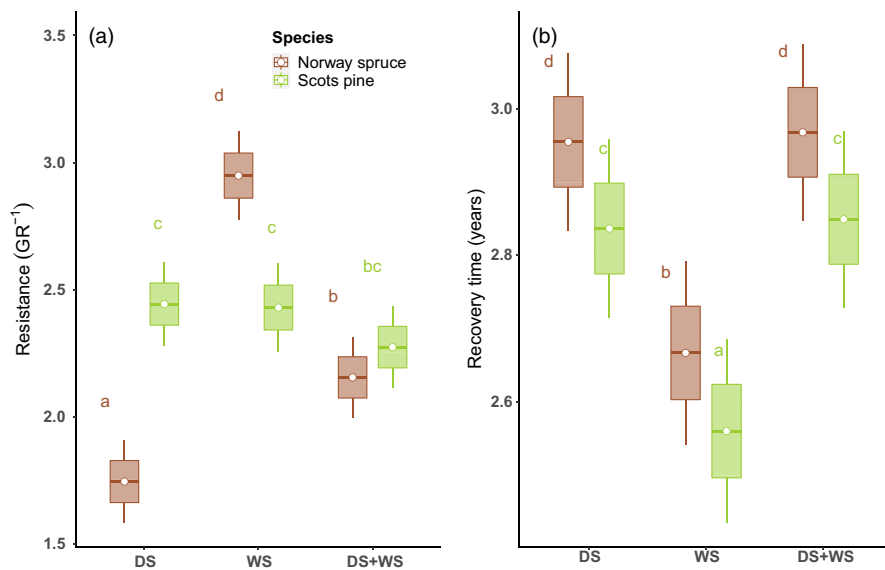 (a)
Species
Norway spruce
Scots pine
Resistance (GR⁻¹)
3.5
3.0
2.5
2.0
1.5
a
c
d
c
b
bc
DS
WS
DS+WS
(b)
Recovery time (years)
3.0
2.8
2.6
d
c
b
a
d
c
DS
WS
DS+WS